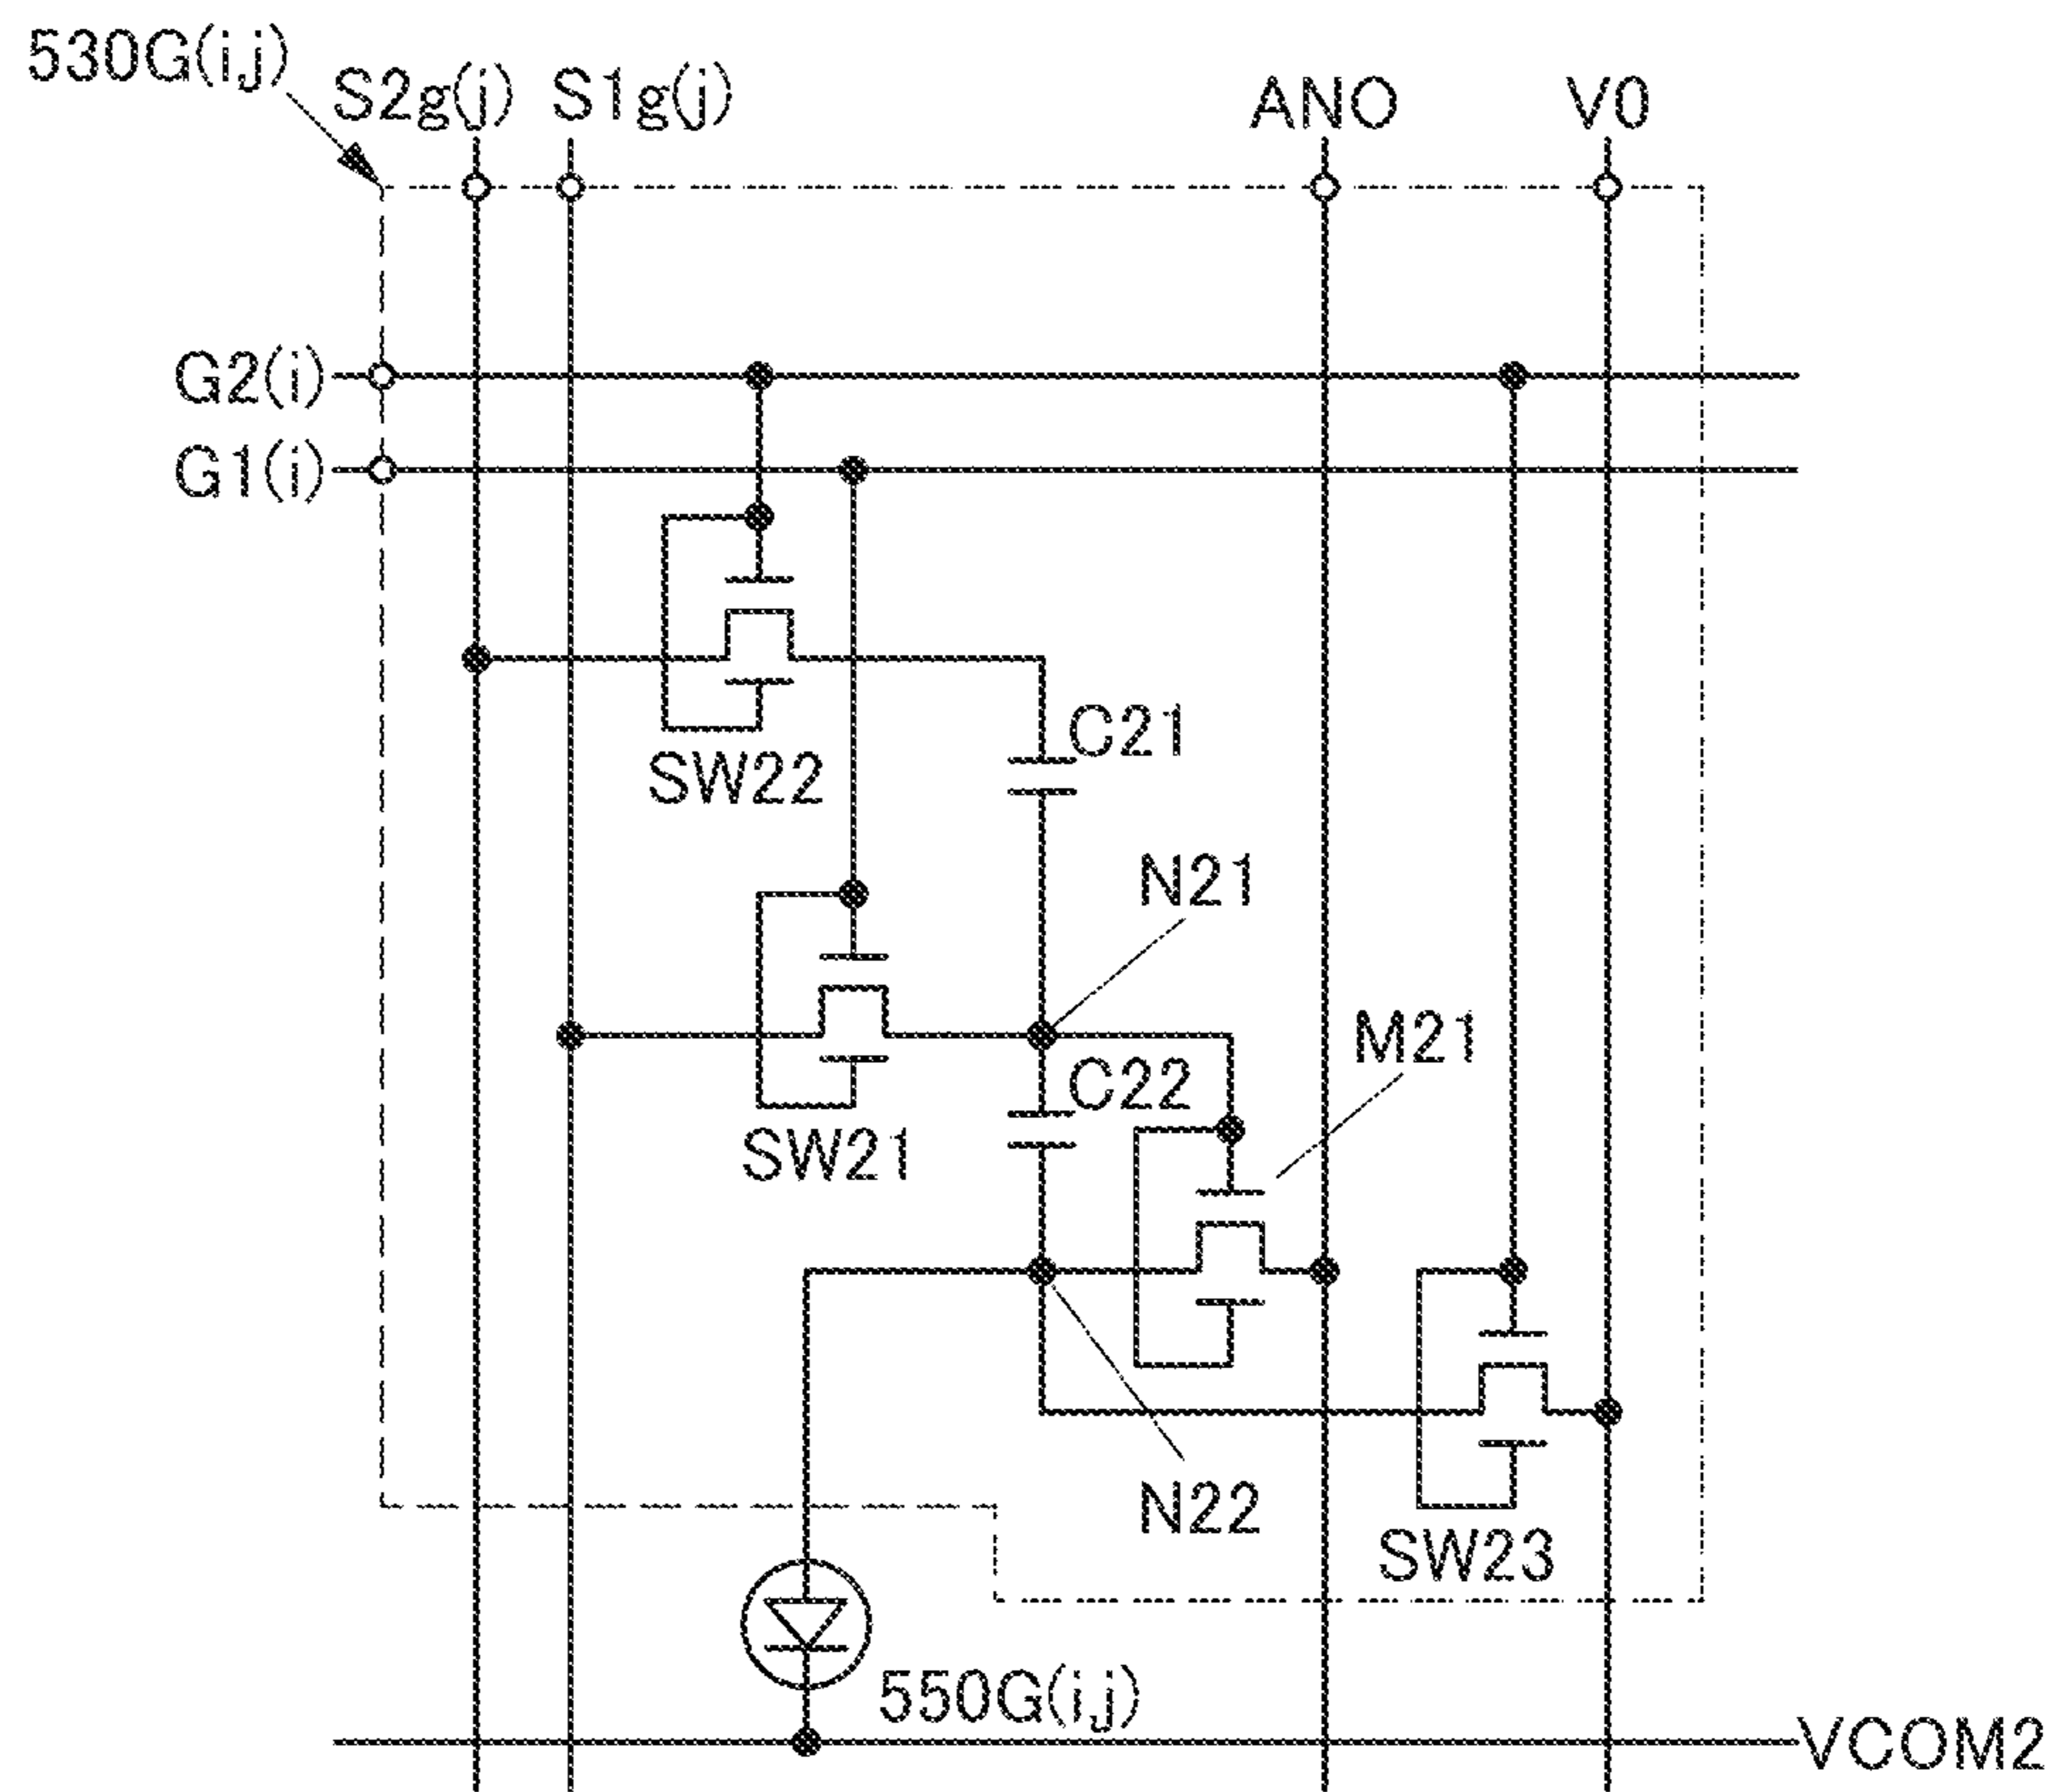 530G(i,j)
S2g(j)
S1g(j)
ANO
V0
G2(i)
G1(i)
C21
SW22
N21
M21
C22
SW21
N22
SW23
550G(i,j)
VCOM2